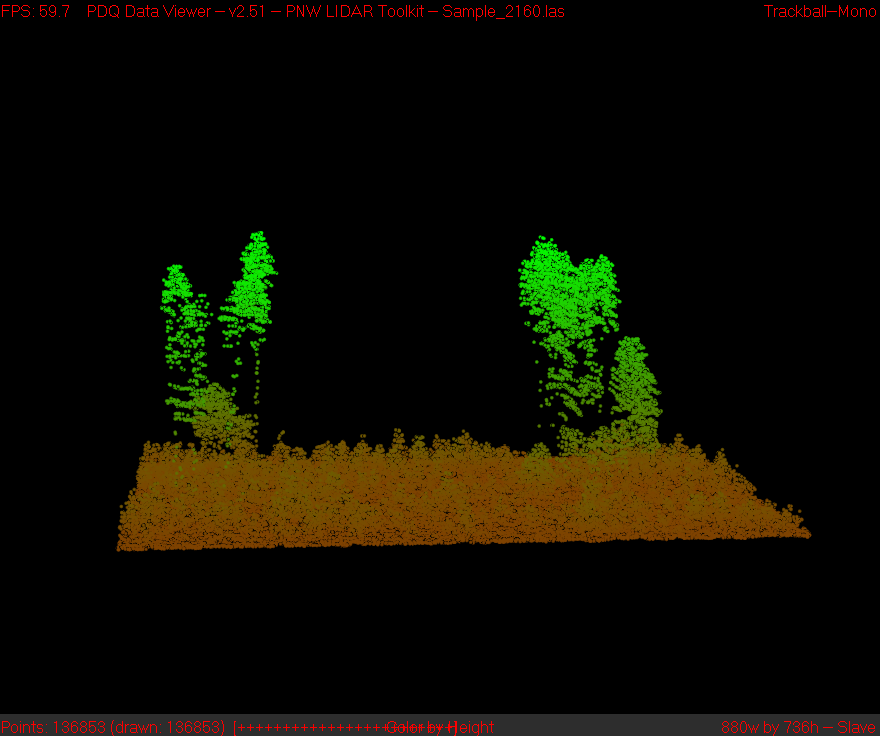 FPS: 59.7 PDQ Data Viewer - v2.51 - PNW LIDAR Toolkit - Sample_2160.las
Trackball-Mono
Points: 136853 (drawn: 136853) Color by Height
880w by 736h - Slave